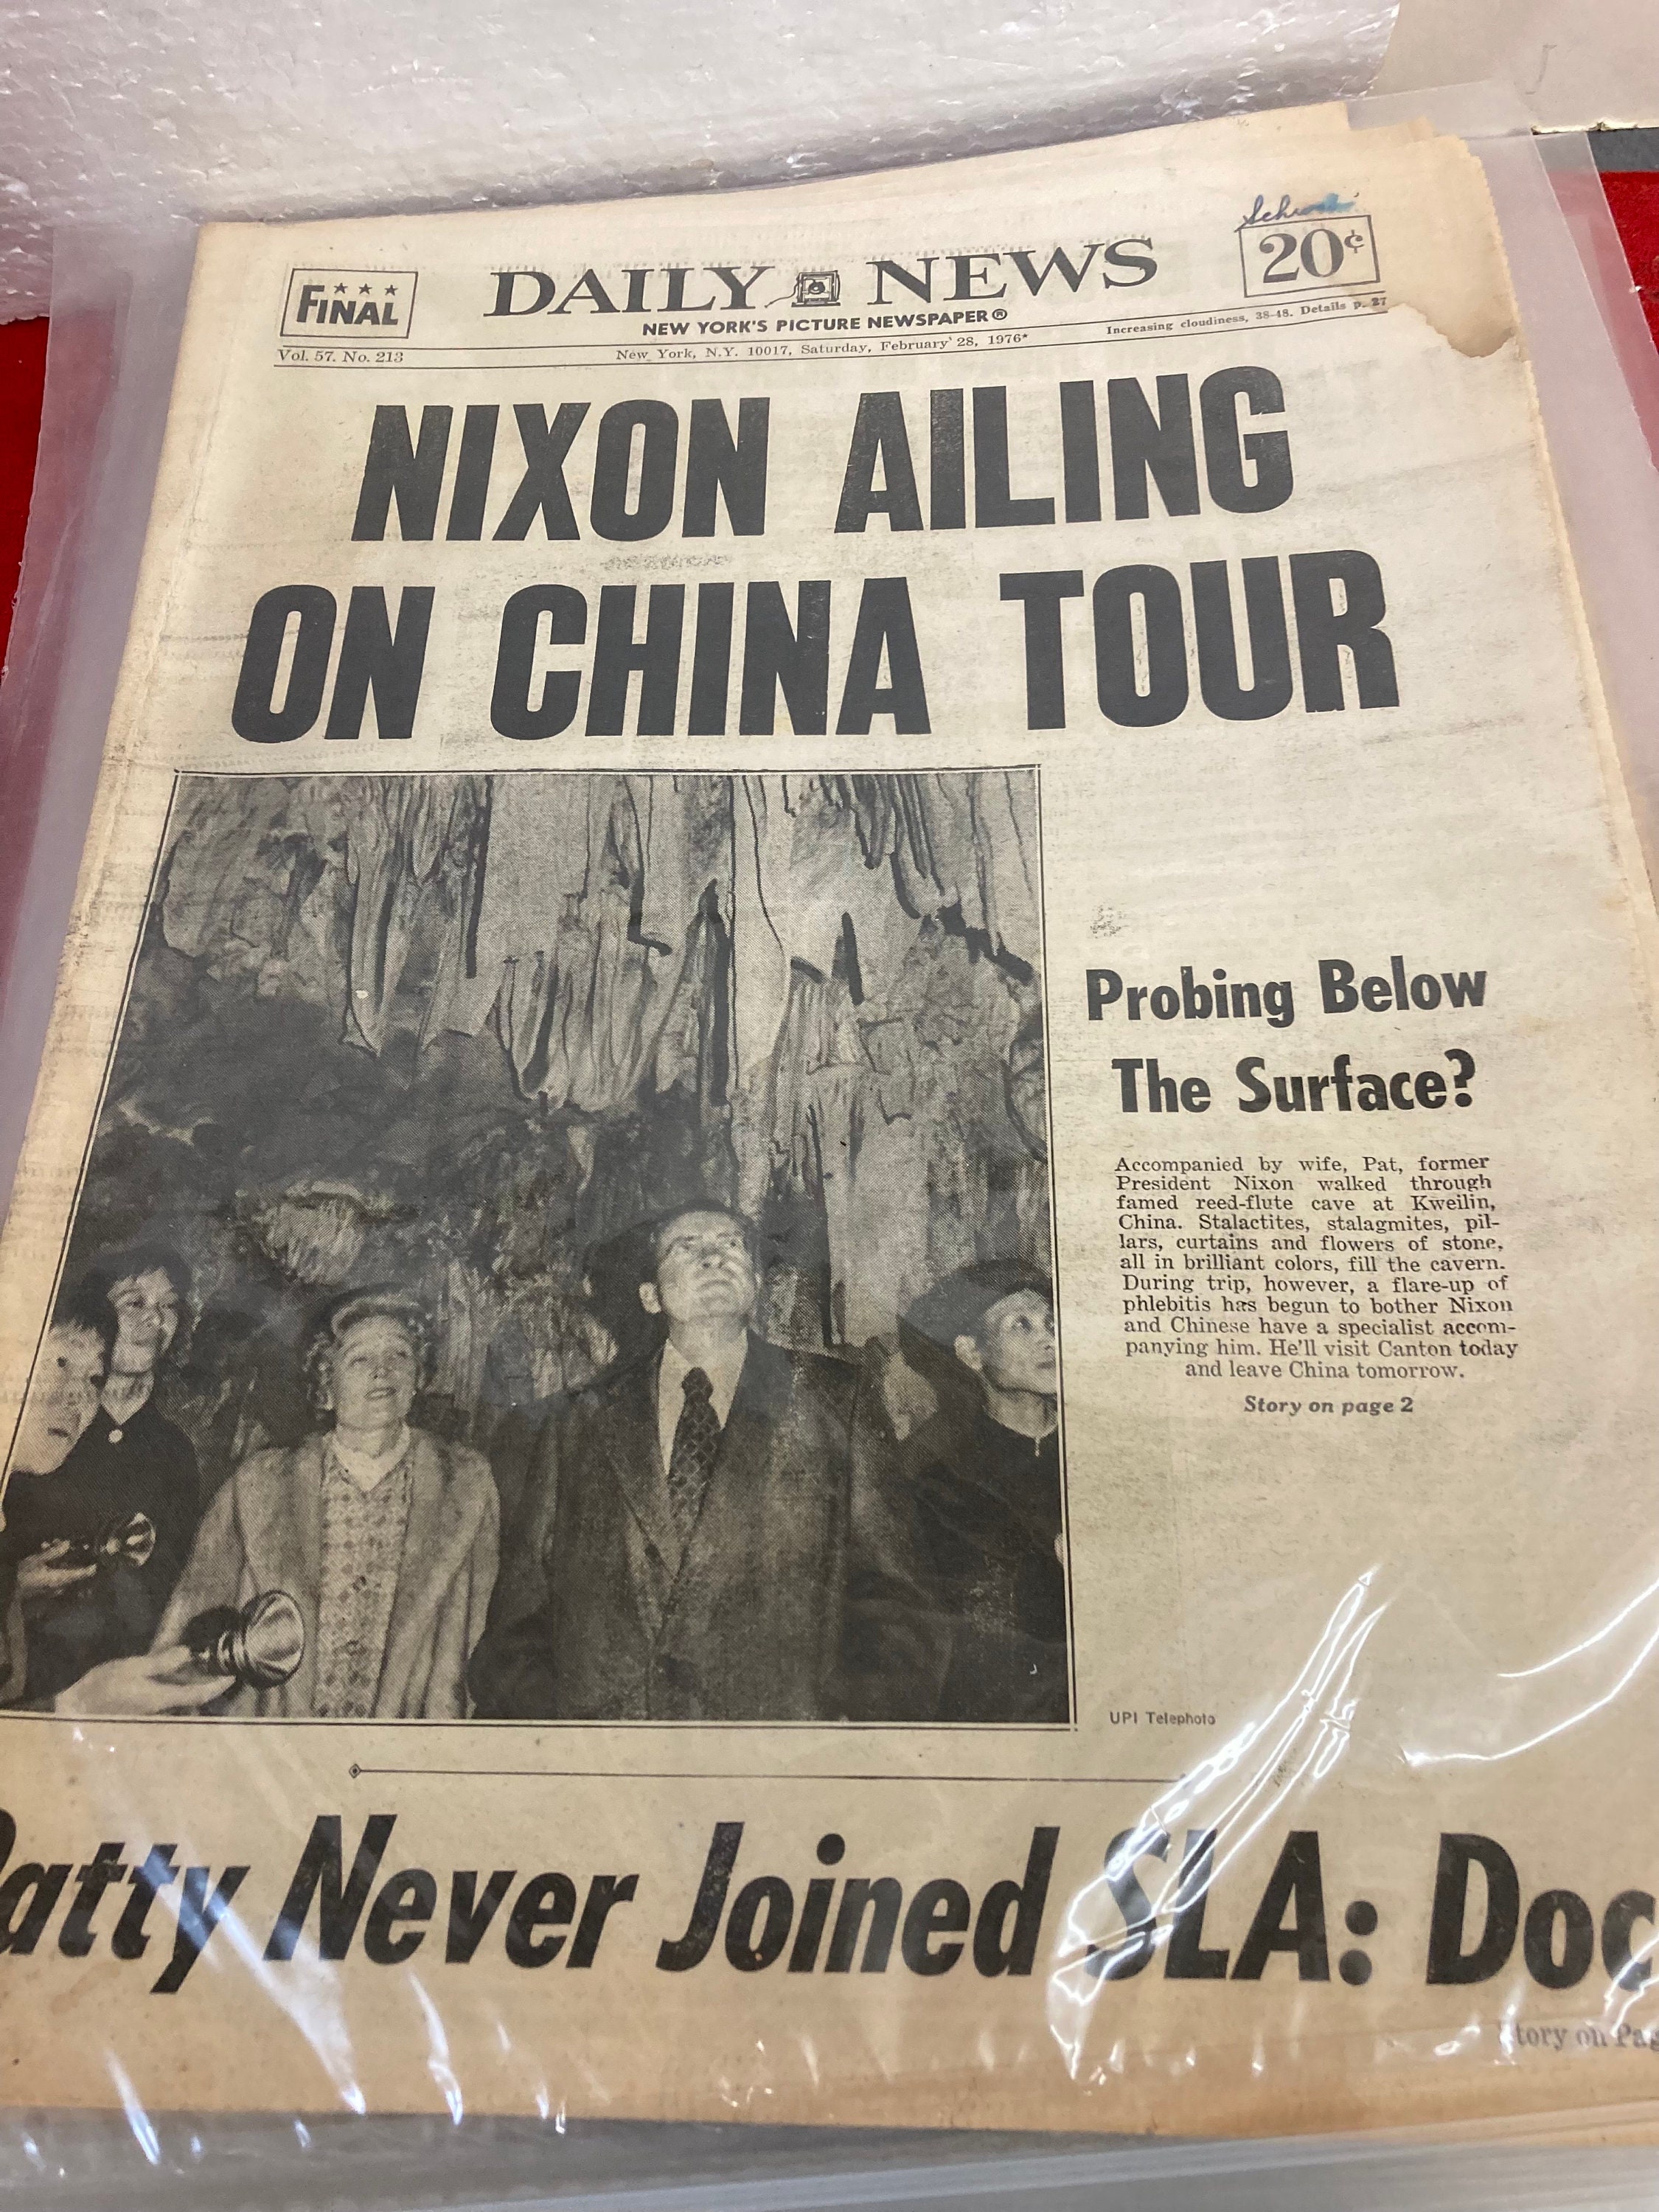 FINAL
DAILY NEWS
20¢
NEW YORK'S PICTURE NEWSPAPER®
Vol. 57. No. 213
New York, N.Y. 10017, Saturday, February 28, 1976*
Increasing cloudiness, 38-48. Details p. 27
NIXON AILING
ON CHINA TOUR
Probing Below
The Surface?
Accompanied by wife, Pat, former
President Nixon walked through
famed reed-flute cave at Kweilin,
China. Stalactites, stalagmites, pil-
lars, curtains and flowers of stone,
all in brilliant colors, fill the cavern.
During trip, however, a flare-up of
phlebitis has begun to bother Nixon
and Chinese have a specialist accom-
panying him. He'll visit Canton today
and leave China tomorrow.
Story on page 2
UPI Telephoto
Patty Never Joined SLA: Doc
Story on Pag